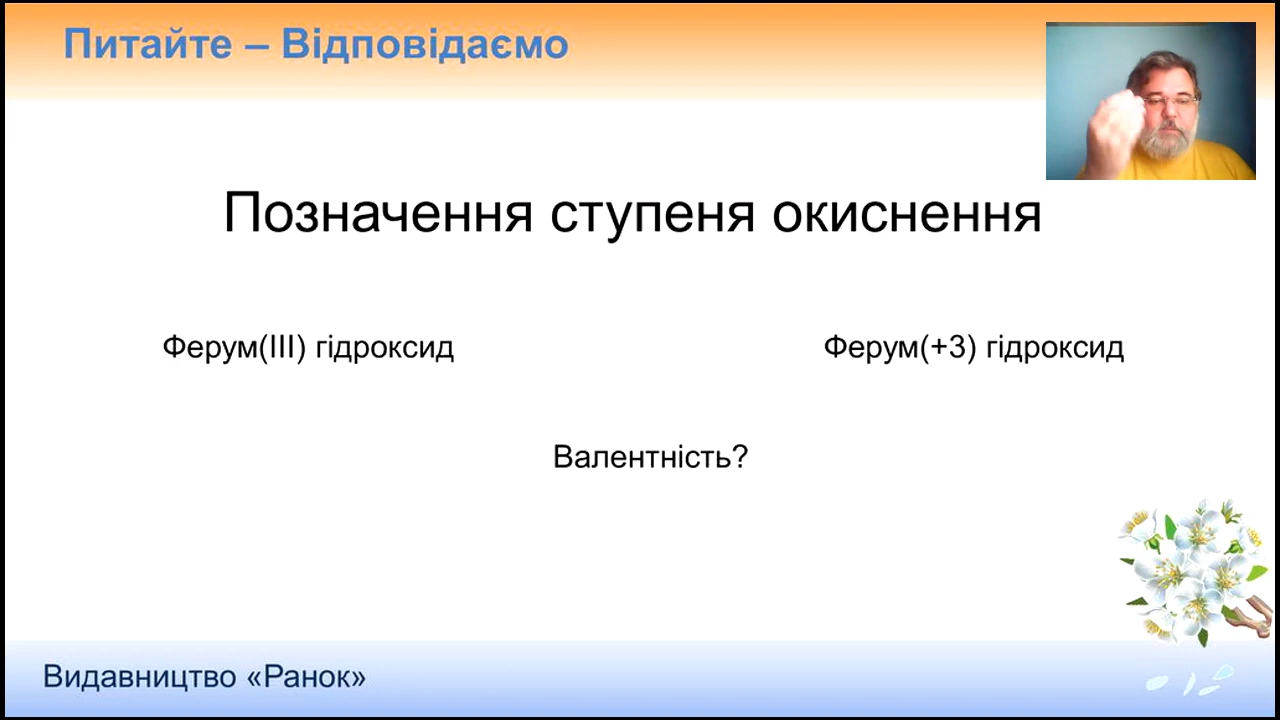 Питайте – Відповідаємо
Позначення ступеня окиснення
Ферум(III) гідроксид
Ферум(+3) гідроксид
Валентність?
Видавництво «Ранок»